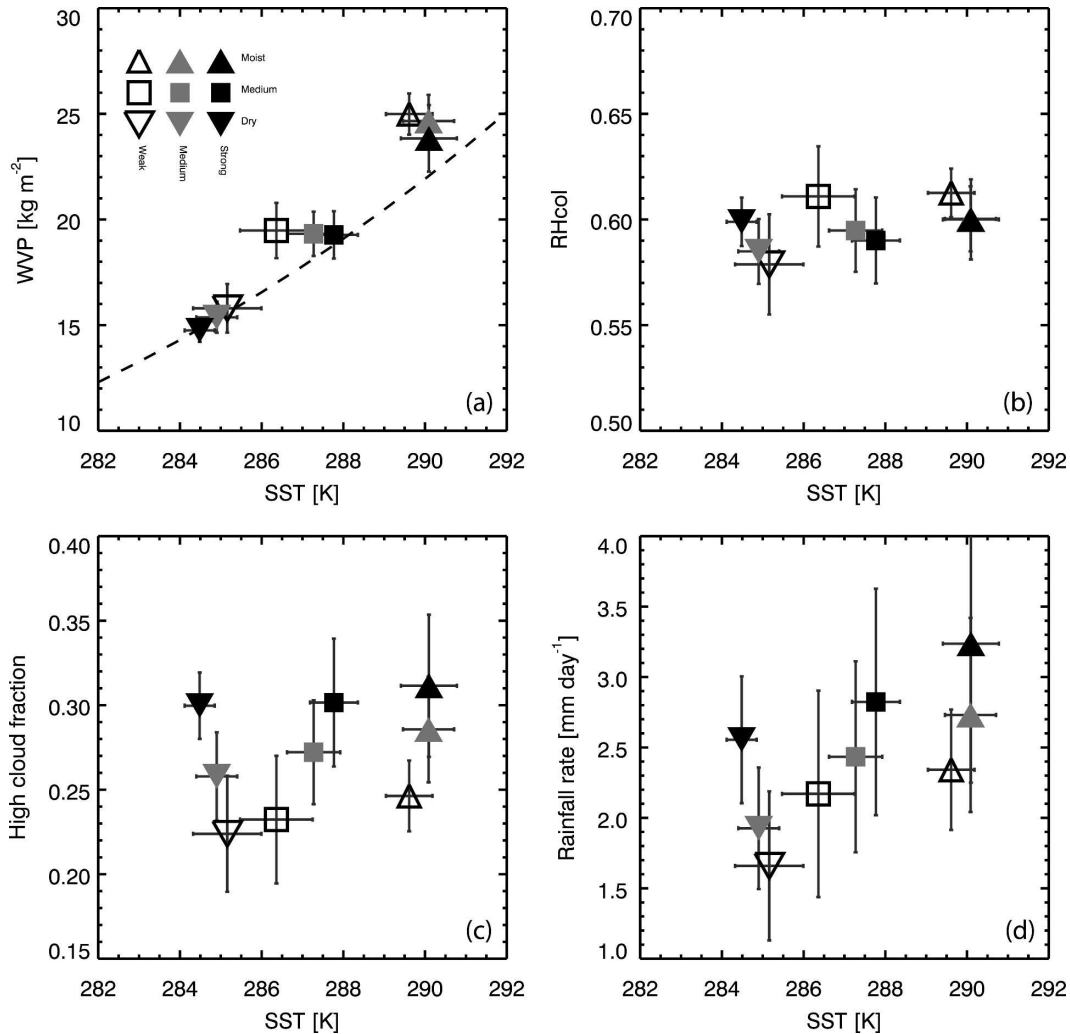 30
25
20
15
10
WVP [kg m-2]
Moist
Medium
Dry
Weak
Medium
Strong
(a)
282 284 286 288 290 292
SST [K]
0.70
0.65
0.60
0.55
0.50
RHcol
(b)
282 284 286 288 290 292
SST [K]
0.40
0.35
0.30
0.25
0.20
0.15
High cloud fraction
(c)
282 284 286 288 290 292
SST [K]
4.0
3.5
3.0
2.5
2.0
1.5
1.0
Rainfall rate [mm day-1]
(d)
282 284 286 288 290 292
SST [K]